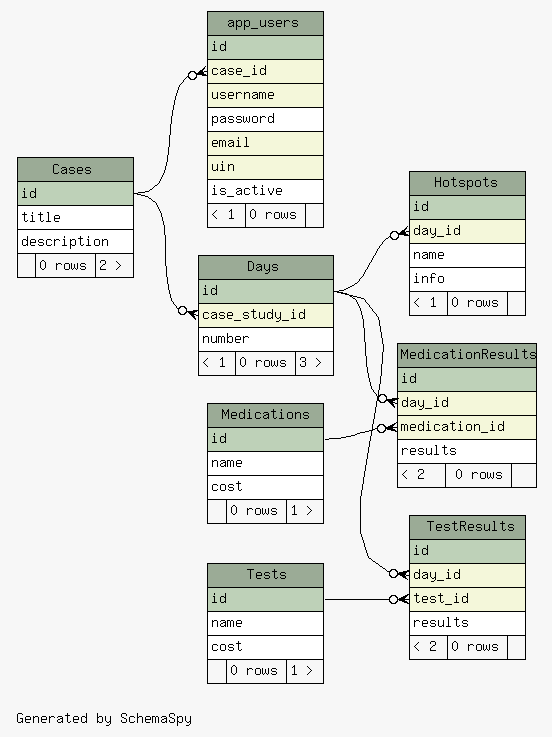 app_users
id
case_id
username
password
email
uin
is_active
< 1 0 rows
Cases
id
title
description
0 rows 2 >
Days
id
case_study_id
number
< 1 0 rows 3 >
Medications
id
name
cost
0 rows 1 >
Tests
id
name
cost
0 rows 1 >
Hotspots
id
day_id
name
info
< 1 0 rows
MedicationResults
id
day_id
medication_id
results
< 2 0 rows
TestResults
id
day_id
test_id
results
< 2 0 rows
Generated by SchemaSpy